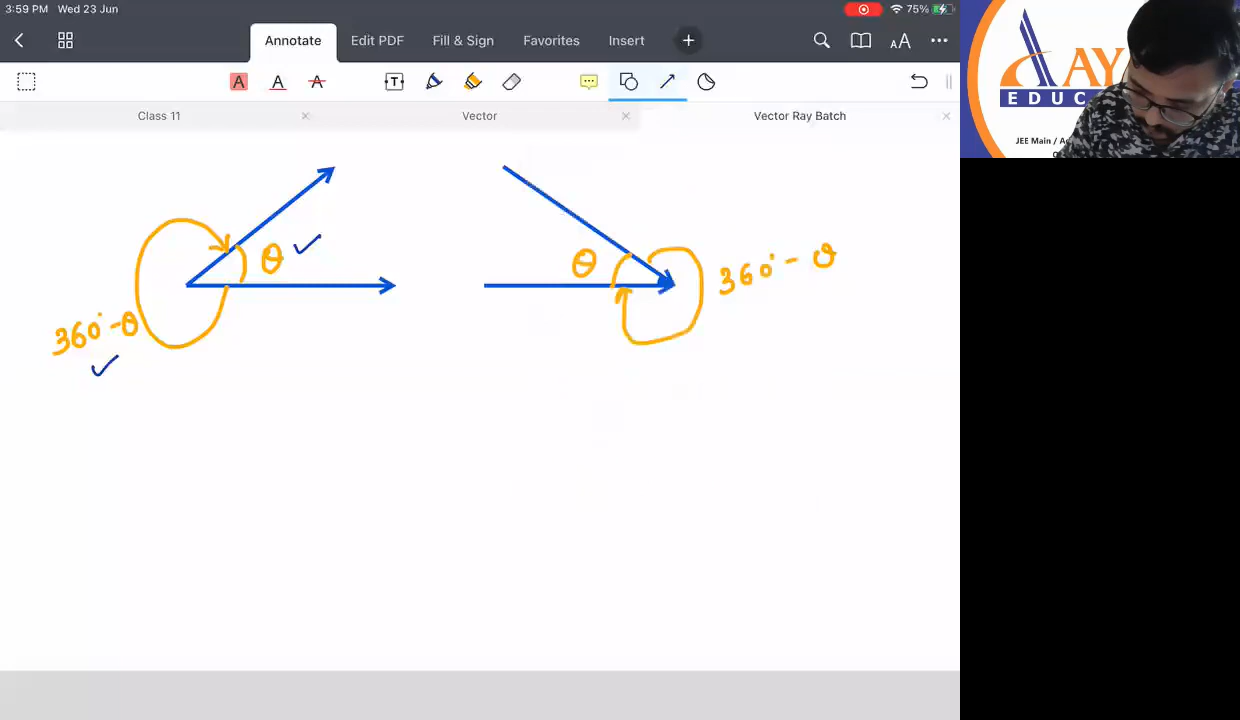 3:59 PM Wed 23 Jun
75%
Annotate Edit PDF Fill & Sign Favorites Insert
Class 11
Vector
Vector Ray Batch
AY
EDUC
JEE Main /
θ
360° - θ
θ
360° - θ